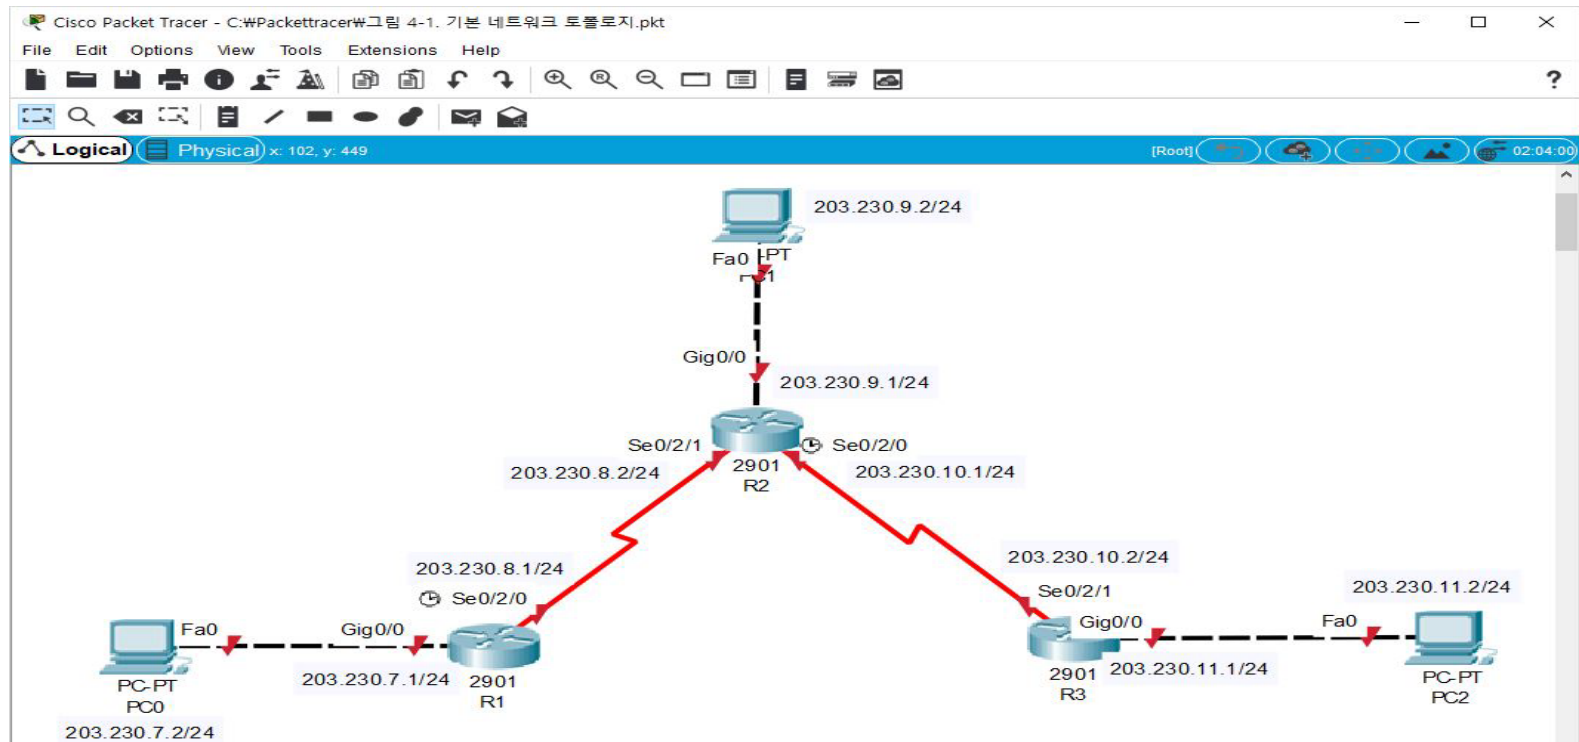 Cisco Packet Tracer - C:₩Packettracer₩그림 4-1. 기본 네트워크 토폴로지.pkt
File Edit Options View Tools Extensions Help
?
Logical Physical x: 102, y: 449 [Root] 02:04:00
203.230.9.2/24
Fa0 -PT
Gig0/0
203.230.9.1/24
Se0/2/1 Se0/2/0
203.230.8.2/24 2901 203.230.10.1/24
R2
203.230.8.1/24 203.230.10.2/24
Se0/2/0 Se0/2/1 203.230.11.2/24
Fa0 Gig0/0 Gig0/0 Fa0
203.230.7.1/24 2901 2901 203.230.11.1/24
PC-PT R1 R3 PC-PT
PC0 PC2
203.230.7.2/24